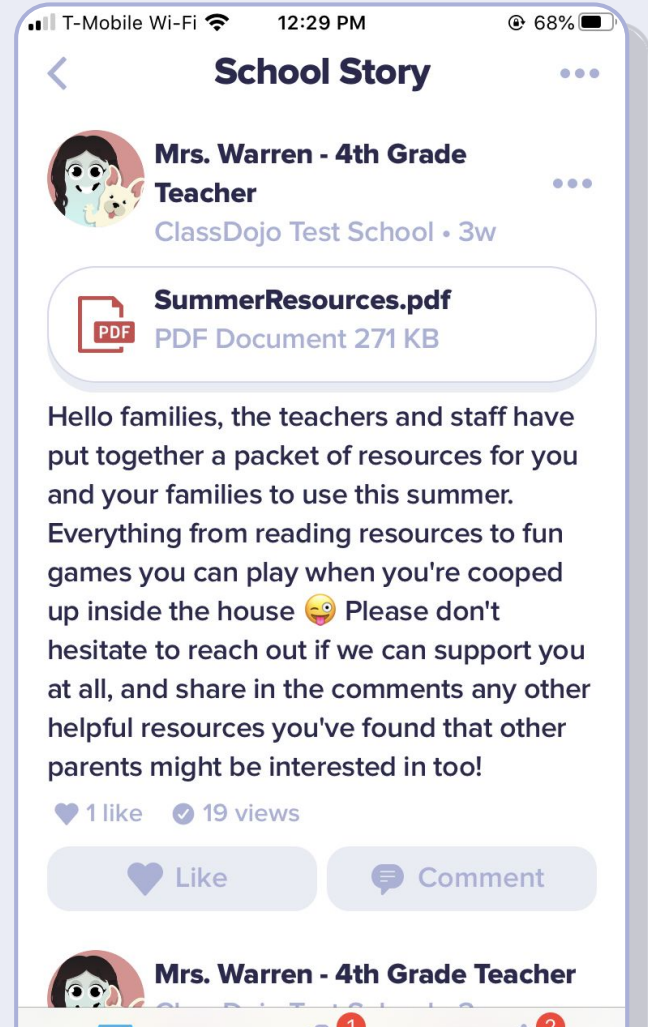 T-Mobile Wi-Fi 12:29 PM 68%
School Story
Mrs. Warren - 4th Grade
Teacher
ClassDojo Test School • 3w
SummerResources.pdf
PDF
PDF Document 271 KB
Hello families, the teachers and staff have
put together a packet of resources for you
and your families to use this summer.
Everything from reading resources to fun
games you can play when you're cooped
up inside the house 😜 Please don't
hesitate to reach out if we can support you
at all, and share in the comments any other
helpful resources you've found that other
parents might be interested in too!
1 like 19 views
Like Comment
Mrs. Warren - 4th Grade Teacher
1 2